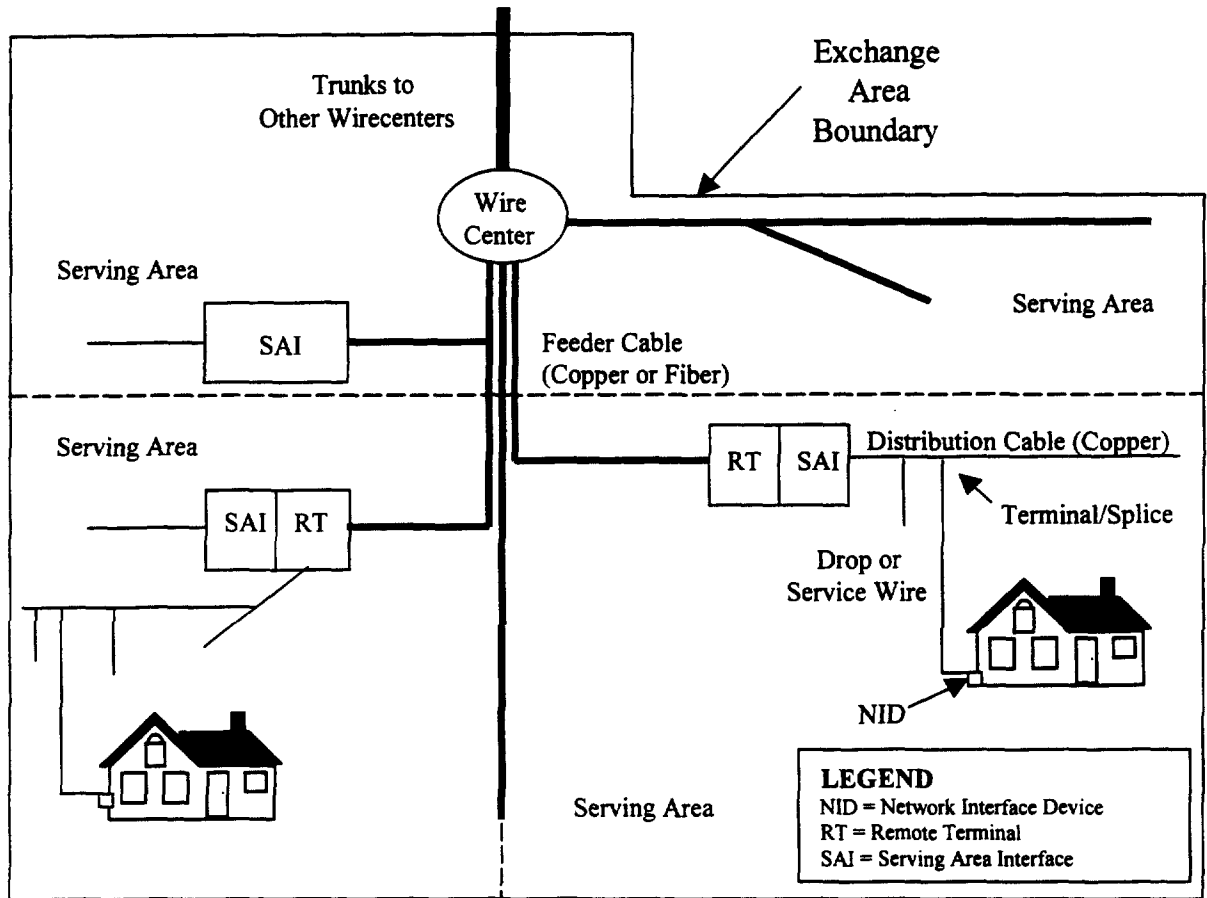 Trunks to
Other Wirecenters
Exchange
Area
Boundary
Wire
Center
Serving Area
Serving Area
SAI
Feeder Cable
(Copper or Fiber)
Serving Area
RT SAI
Distribution Cable (Copper)
SAI RT
Terminal/Splice
Drop or
Service Wire
NID
Serving Area
LEGEND
NID = Network Interface Device
RT = Remote Terminal
SAI = Serving Area Interface